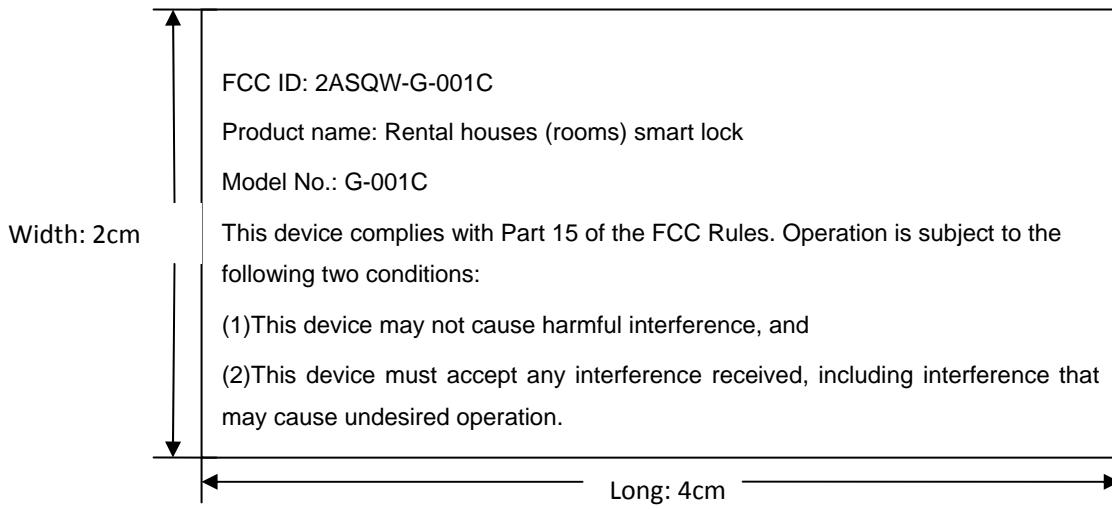 FCC ID: 2ASQW-G-001C
Product name: Rental houses (rooms) smart lock
Model No.: G-001C
Width: 2cm
This device complies with Part 15 of the FCC Rules. Operation is subject to the
following two conditions:
(1)This device may not cause harmful interference, and
(2)This device must accept any interference received, including interference that
may cause undesired operation.
Long: 4cm